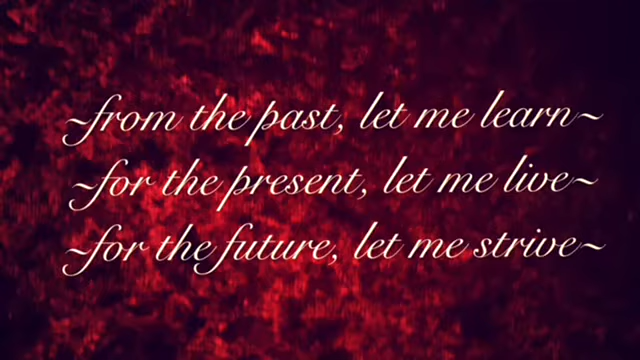 ~from the past, let me learn~
~for the present, let me live~
~for the future, let me strive~